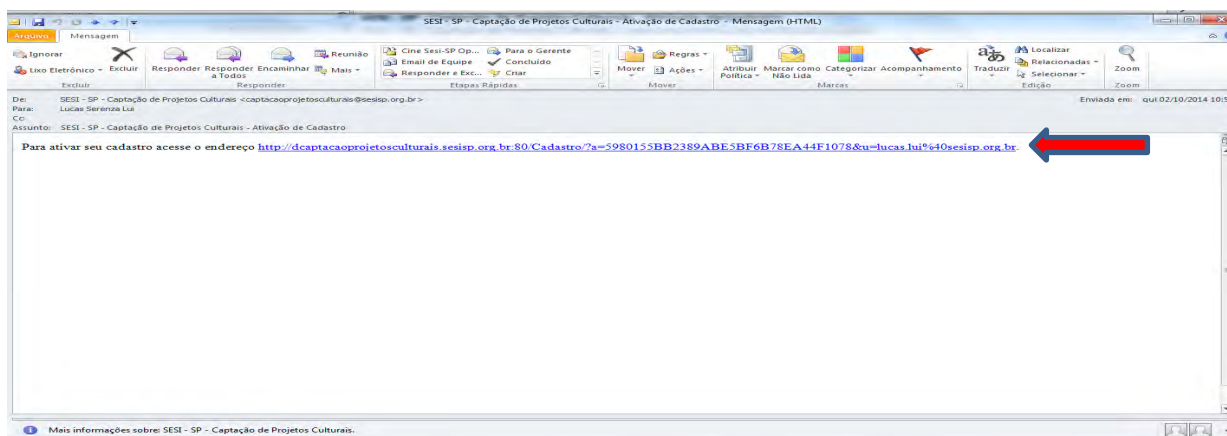 SESI - SP - Captação de Projetos Culturais - Ativação de Cadastro - Mensagem (HTML)
Arquivo Mensagem
Ignorar
Lixo Eletrônico
Excluir
Responder
Responder a Todos
Encaminhar
Reunião
Mais
Cine Sesi-SP Op...
Email de Equipe
Responder e Exc...
Para o Gerente
Concluído
Criar
Mover
Regras
Ações
Atribuir Política
Marcar como Não Lida
Categorizar
Acompanhamento
Traduzir
Localizar
Relacionadas
Selecionar
Zoom
Excluir Responder Etapas Rápidas Mover Marcas Edição Zoom
De: SESI - SP - Captação de Projetos Culturais <captacaoprojetosculturais@sesisp.org.br> Enviada em: qui 02/10/2014 10:
Para: Lucas Serenza Lui
Cc:
Assunto: SESI - SP - Captação de Projetos Culturais - Ativação de Cadastro
Para ativar seu cadastro acesse o endereço http://dcaptacaoprojetosculturais.sesisp.org.br:80/Cadastro/?a=5980155BB2389ABE5BF6B78EA44F1078&u=lucas.lui%40sesisp.org.br.
Mais informações sobre: SESI - SP - Captação de Projetos Culturais.